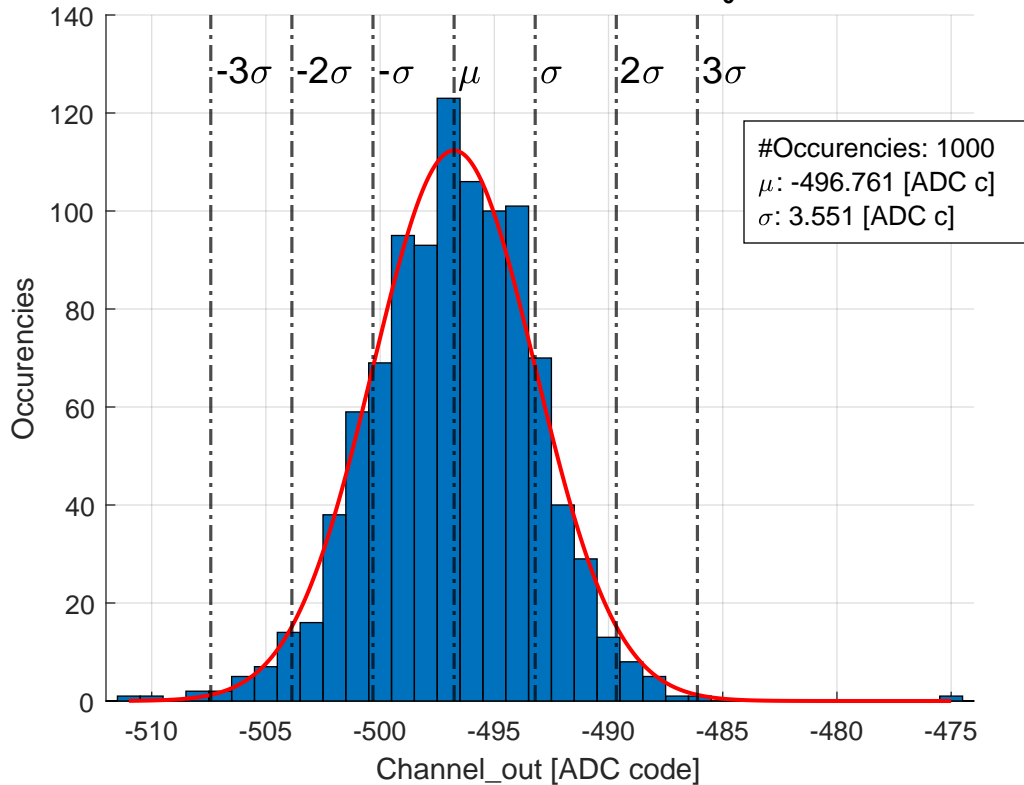 140
120
100
80
60
40
20
0
-3σ -2σ -σ μ σ 2σ 3σ
#Occurencies: 1000
μ: -496.761 [ADC c]
σ: 3.551 [ADC c]
Occurencies
-510 -505 -500 -495 -490 -485 -480 -475
Channel_out [ADC code]